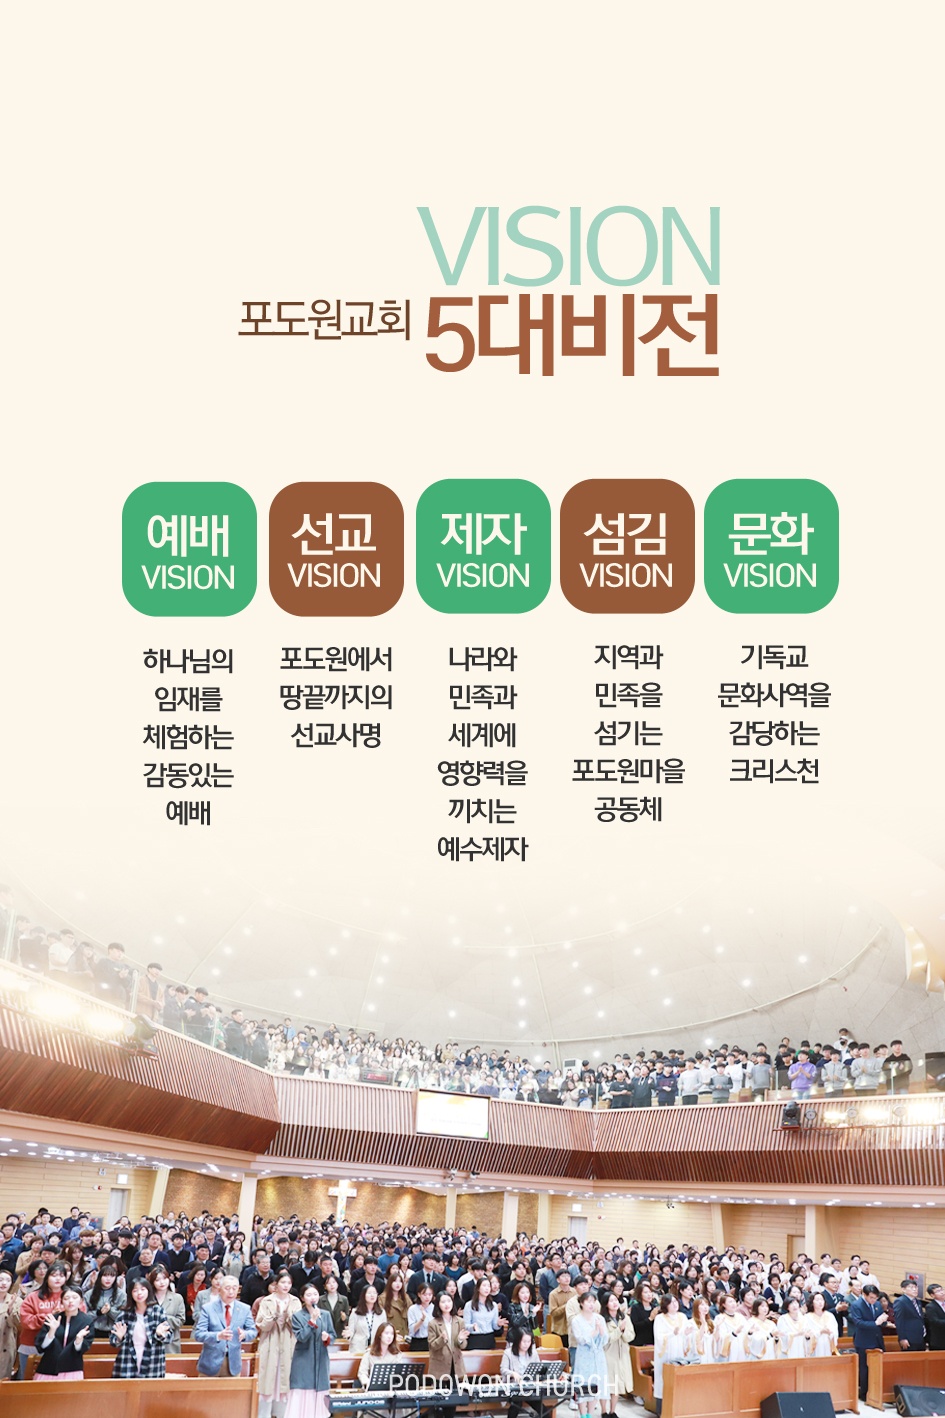 VISION
포도원교회 5대비전
예배
VISION
하나님의
임재를
체험하는
감동있는
예배
선교
VISION
포도원에서
땅끝까지의
선교사명
제자
VISION
나라와
민족과
세계에
영향력을
끼치는
예수제자
섬김
VISION
지역과
민족을
섬기는
포도원마을
공동체
문화
VISION
기독교
문화사역을
감당하는
크리스천
PODOWON CHURCH
Roland JUNO-DS